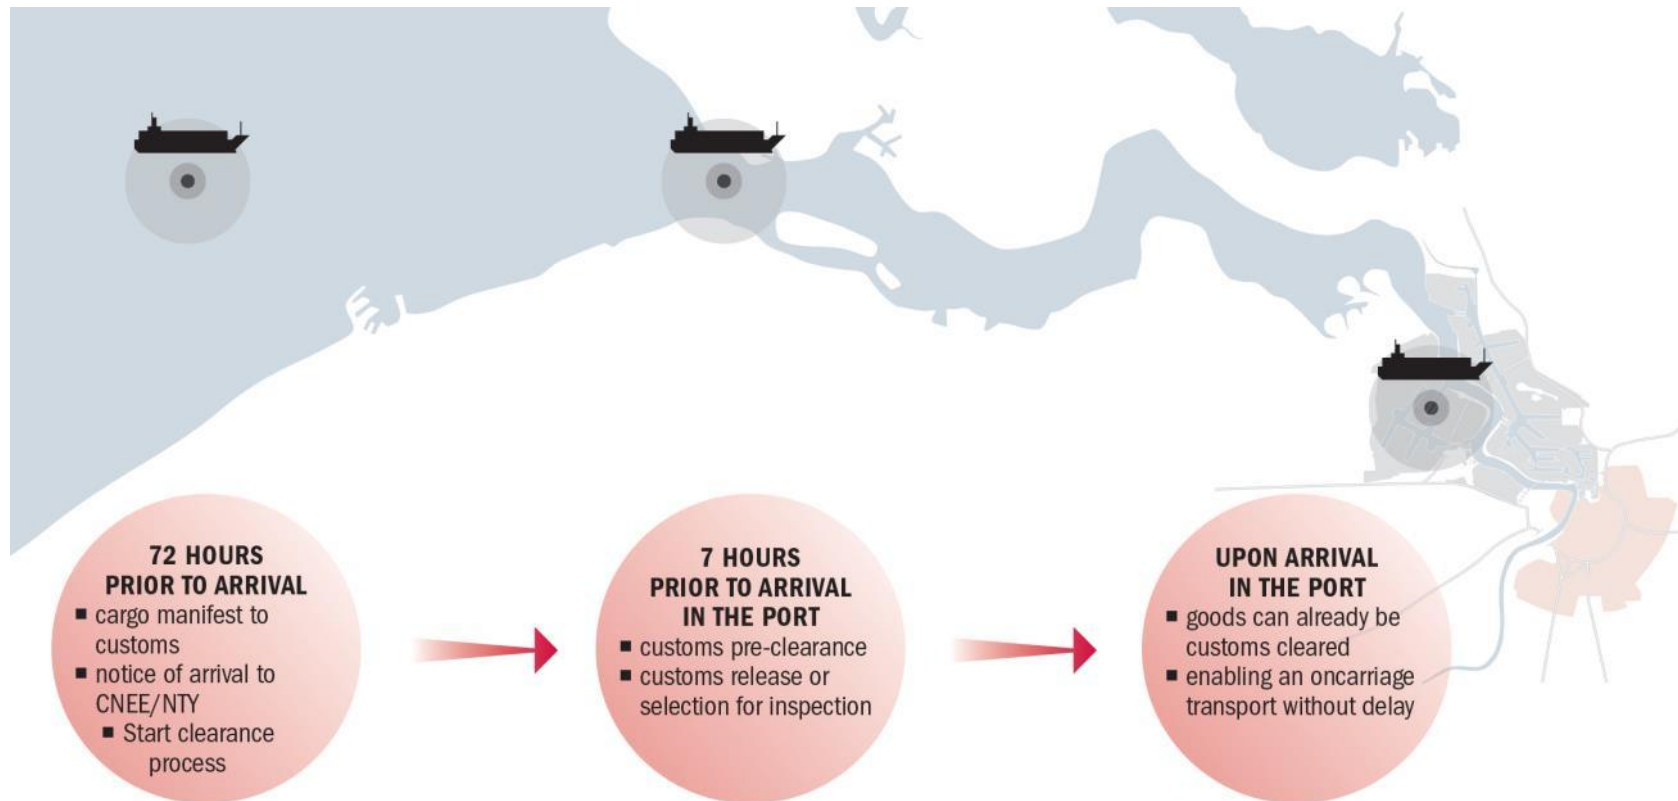 72 HOURS
PRIOR TO ARRIVAL
■ cargo manifest to
customs
■ notice of arrival to
CNEE/NTY
■ Start clearance
process
7 HOURS
PRIOR TO ARRIVAL
IN THE PORT
■ customs pre-clearance
■ customs release or
selection for inspection
UPON ARRIVAL
IN THE PORT
■ goods can already be
customs cleared
■ enabling an oncarriage
transport without delay